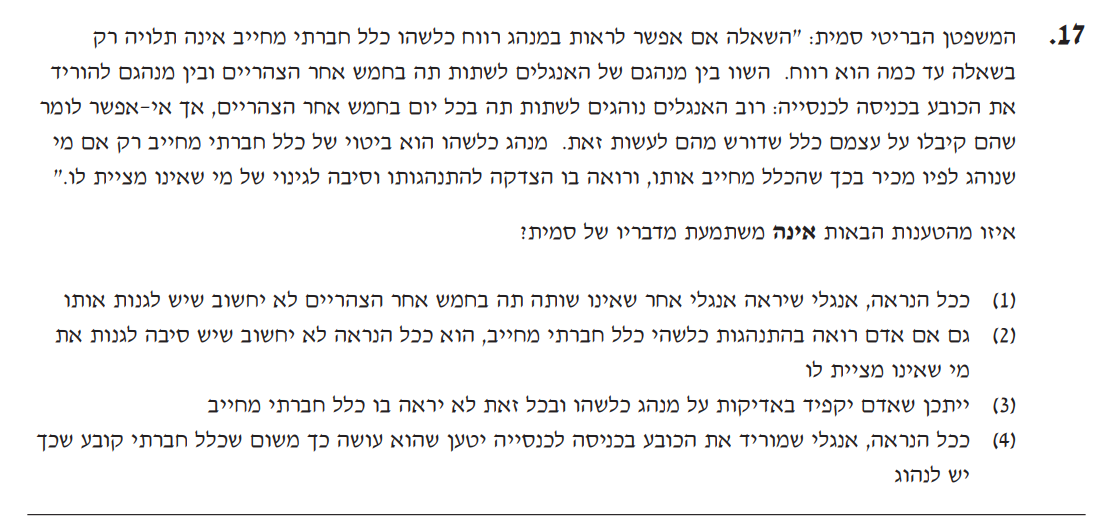 17. המשפטן הבריטי סמית: "השאלה אם אפשר לראות במנהג רווח כלשהו כלל חברתי מחייב אינה תלויה רק
בשאלה עד כמה הוא רווח. השוו בין מנהגם של האנגלים לשתות תה בחמש אחר הצהריים ובין מנהגם להוריד
את הכובע בכניסה לכנסייה: רוב האנגלים נוהגים לשתות תה בכל יום בחמש אחר הצהריים, אך אי-אפשר לומר
שהם קיבלו על עצמם כלל שדורש מהם לעשות זאת. מנהג כלשהו הוא ביטוי של כלל חברתי מחייב רק אם מי
שנוהג לפיו מכיר בכך שהכלל מחייב אותו, ורואה בו הצדקה להתנהגותו וסיבה לגינוי של מי שאינו מציית לו."
איזו מהטענות הבאות אינה משתמעת מדבריו של סמית?
(1) ככל הנראה, אנגלי שיראה אנגלי אחר שאינו שותה תה בחמש אחר הצהריים לא יחשוב שיש לגנות אותו
(2) גם אם אדם רואה בהתנהגות כלשהי כלל חברתי מחייב, הוא ככל הנראה לא יחשוב שיש סיבה לגנות את
מי שאינו מציית לו
(3) ייתכן שאדם יקפיד באדיקות על מנהג כלשהו ובכל זאת לא יראה בו כלל חברתי מחייב
(4) ככל הנראה, אנגלי שמוריד את הכובע בכניסה לכנסייה יטען שהוא עושה כך משום שכלל חברתי קובע שכך
יש לנהוג